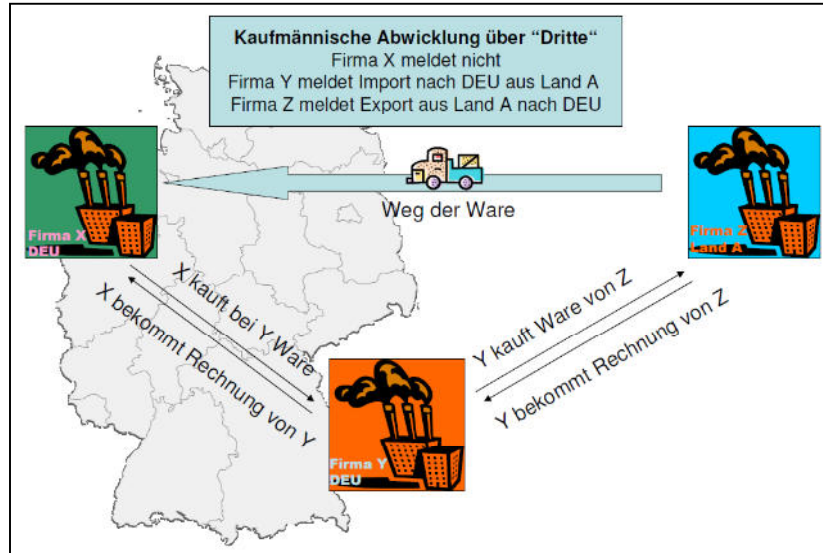 Kaufmännische Abwicklung über "Dritte"
Firma X meldet nicht
Firma Y meldet Import nach DEU aus Land A
Firma Z meldet Export aus Land A nach DEU
Weg der Ware
Firma X
DEU
Firma Z
Land A
X kauft bei Y Ware
X bekommt Rechnung von Y
Y kauft Ware von Z
Y bekommt Rechnung von Z
Firma Y
DEU